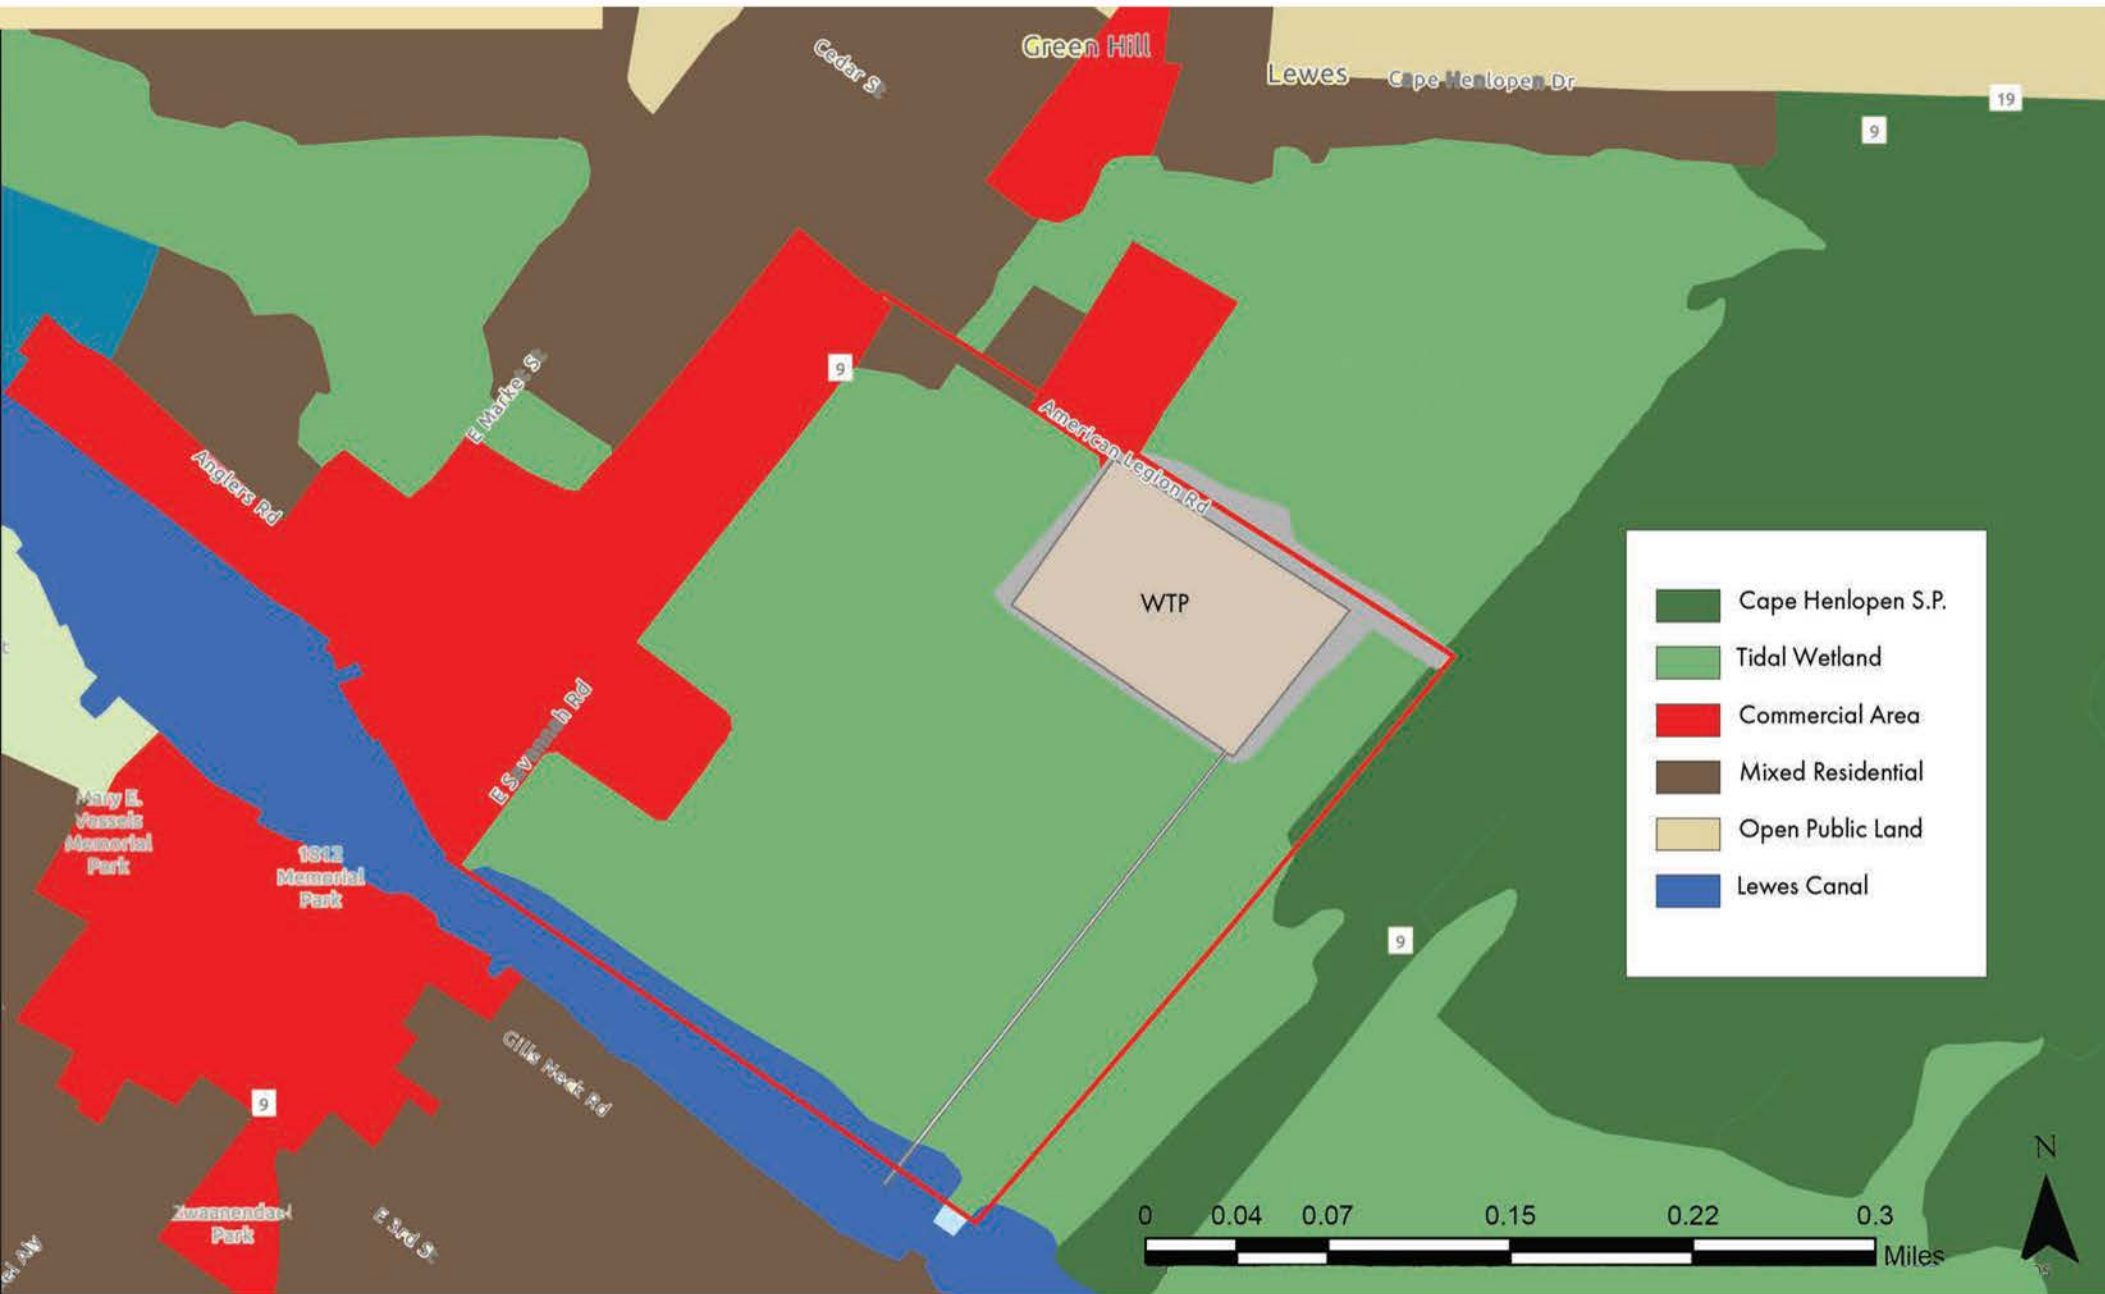 Green Hill
Cedar St
Lewes
Cape Henlopen Dr
19
9
9
E Market St
American Legion Rd
Anglers Rd
WTP
Cape Henlopen S.P.
Tidal Wetland
Commercial Area
Mixed Residential
Open Public Land
Lewes Canal
E Savannah Rd
Mary E.
Vessels
Memorial
Park
1812
Memorial
Park
9
Gills Neck Rd
9
Zwaanendael
Park
E 3rd St
N
0 0.04 0.07 0.15 0.22 0.3
Miles